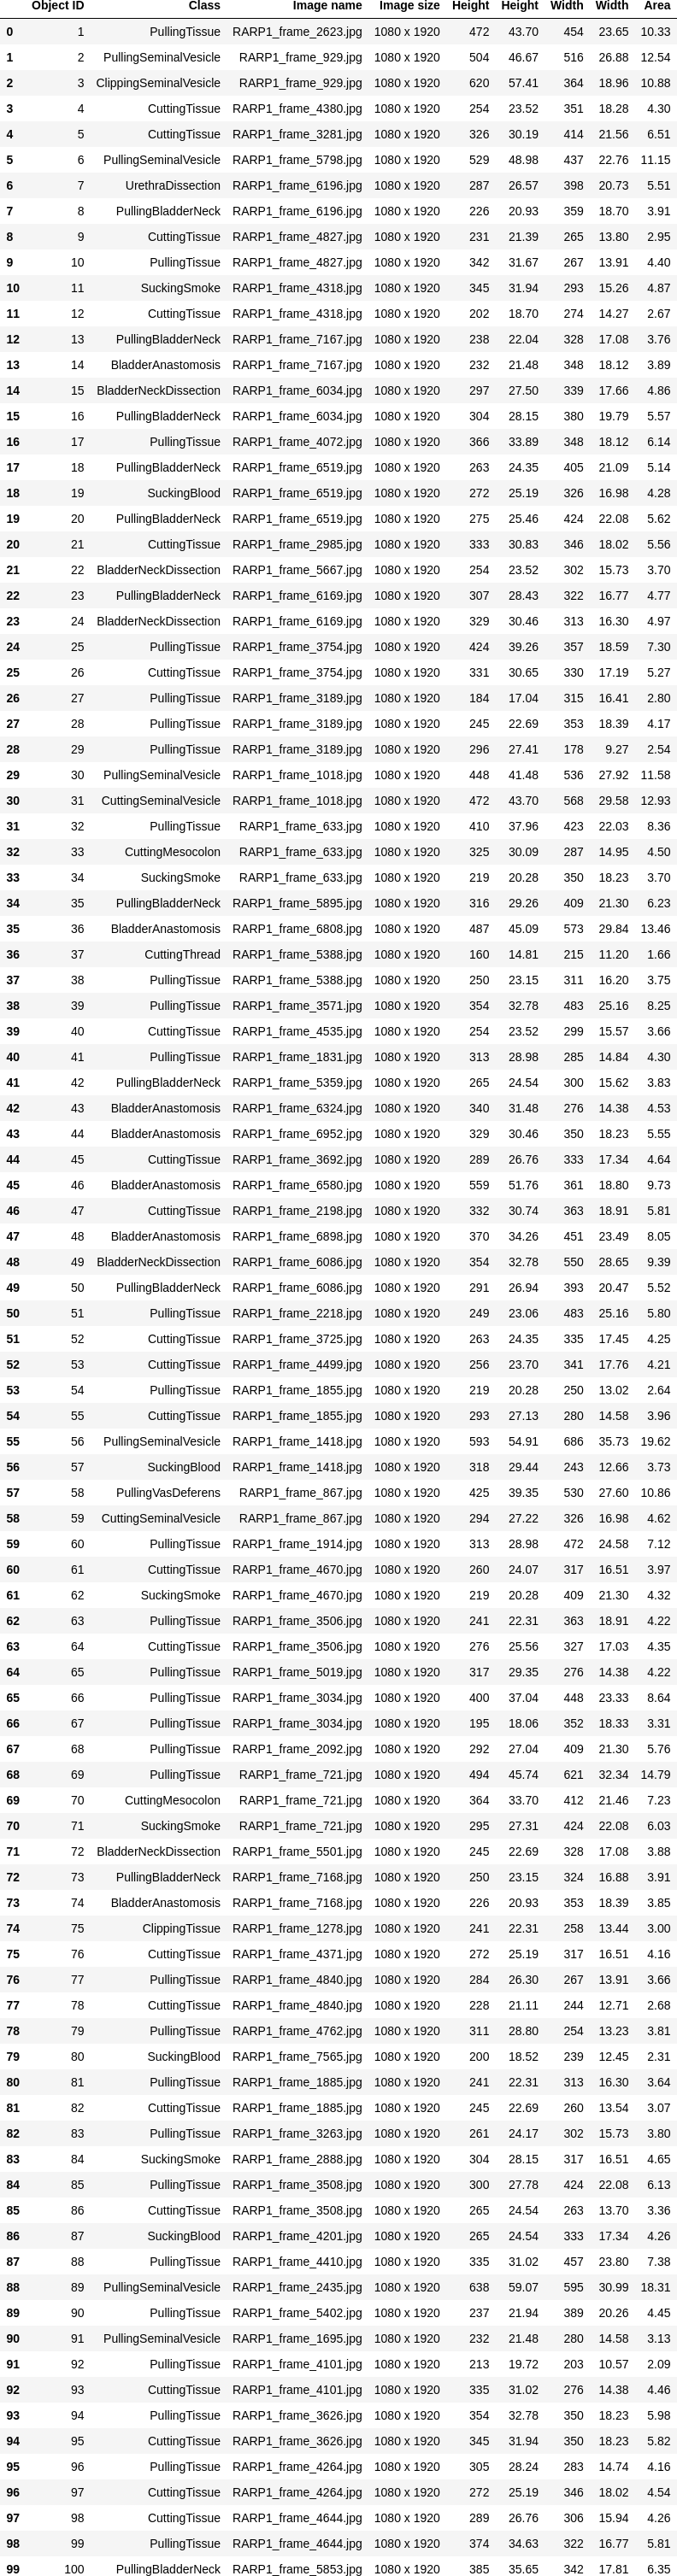 Object ID Class Image name Image size Height Height Width Width Area
0 1 PullingTissue RARP1_frame_2623.jpg 1080 x 1920 472 43.70 454 23.65 10.33
1 2 PullingSeminalVesicle RARP1_frame_929.jpg 1080 x 1920 504 46.67 516 26.88 12.54
2 3 ClippingSeminalVesicle RARP1_frame_929.jpg 1080 x 1920 620 57.41 364 18.96 10.88
3 4 CuttingTissue RARP1_frame_4380.jpg 1080 x 1920 254 23.52 351 18.28 4.30
4 5 CuttingTissue RARP1_frame_3281.jpg 1080 x 1920 326 30.19 414 21.56 6.51
5 6 PullingSeminalVesicle RARP1_frame_5798.jpg 1080 x 1920 529 48.98 437 22.76 11.15
6 7 UrethraDissection RARP1_frame_6196.jpg 1080 x 1920 287 26.57 398 20.73 5.51
7 8 PullingBladderNeck RARP1_frame_6196.jpg 1080 x 1920 226 20.93 359 18.70 3.91
8 9 CuttingTissue RARP1_frame_4827.jpg 1080 x 1920 231 21.39 265 13.80 2.95
9 10 PullingTissue RARP1_frame_4827.jpg 1080 x 1920 342 31.67 267 13.91 4.40
10 11 SuckingSmoke RARP1_frame_4318.jpg 1080 x 1920 345 31.94 293 15.26 4.87
11 12 CuttingTissue RARP1_frame_4318.jpg 1080 x 1920 202 18.70 274 14.27 2.67
12 13 PullingBladderNeck RARP1_frame_7167.jpg 1080 x 1920 238 22.04 328 17.08 3.76
13 14 BladderAnastomosis RARP1_frame_7167.jpg 1080 x 1920 232 21.48 348 18.12 3.89
14 15 BladderNeckDissection RARP1_frame_6034.jpg 1080 x 1920 297 27.50 339 17.66 4.86
15 16 PullingBladderNeck RARP1_frame_6034.jpg 1080 x 1920 304 28.15 380 19.79 5.57
16 17 PullingTissue RARP1_frame_4072.jpg 1080 x 1920 366 33.89 348 18.12 6.14
17 18 PullingBladderNeck RARP1_frame_6519.jpg 1080 x 1920 263 24.35 405 21.09 5.14
18 19 SuckingBlood RARP1_frame_6519.jpg 1080 x 1920 272 25.19 326 16.98 4.28
19 20 PullingBladderNeck RARP1_frame_6519.jpg 1080 x 1920 275 25.46 424 22.08 5.62
20 21 CuttingTissue RARP1_frame_2985.jpg 1080 x 1920 333 30.83 346 18.02 5.56
21 22 BladderNeckDissection RARP1_frame_5667.jpg 1080 x 1920 254 23.52 302 15.73 3.70
22 23 PullingBladderNeck RARP1_frame_6169.jpg 1080 x 1920 307 28.43 322 16.77 4.77
23 24 BladderNeckDissection RARP1_frame_6169.jpg 1080 x 1920 329 30.46 313 16.30 4.97
24 25 PullingTissue RARP1_frame_3754.jpg 1080 x 1920 424 39.26 357 18.59 7.30
25 26 CuttingTissue RARP1_frame_3754.jpg 1080 x 1920 331 30.65 330 17.19 5.27
26 27 PullingTissue RARP1_frame_3189.jpg 1080 x 1920 184 17.04 315 16.41 2.80
27 28 PullingTissue RARP1_frame_3189.jpg 1080 x 1920 245 22.69 353 18.39 4.17
28 29 PullingTissue RARP1_frame_3189.jpg 1080 x 1920 296 27.41 178 9.27 2.54
29 30 PullingSeminalVesicle RARP1_frame_1018.jpg 1080 x 1920 448 41.48 536 27.92 11.58
30 31 CuttingSeminalVesicle RARP1_frame_1018.jpg 1080 x 1920 472 43.70 568 29.58 12.93
31 32 PullingTissue RARP1_frame_633.jpg 1080 x 1920 410 37.96 423 22.03 8.36
32 33 CuttingMesocolon RARP1_frame_633.jpg 1080 x 1920 325 30.09 287 14.95 4.50
33 34 SuckingSmoke RARP1_frame_633.jpg 1080 x 1920 219 20.28 350 18.23 3.70
34 35 PullingBladderNeck RARP1_frame_5895.jpg 1080 x 1920 316 29.26 409 21.30 6.23
35 36 BladderAnastomosis RARP1_frame_6808.jpg 1080 x 1920 487 45.09 573 29.84 13.46
36 37 CuttingThread RARP1_frame_5388.jpg 1080 x 1920 160 14.81 215 11.20 1.66
37 38 PullingTissue RARP1_frame_5388.jpg 1080 x 1920 250 23.15 311 16.20 3.75
38 39 PullingTissue RARP1_frame_3571.jpg 1080 x 1920 354 32.78 483 25.16 8.25
39 40 CuttingTissue RARP1_frame_4535.jpg 1080 x 1920 254 23.52 299 15.57 3.66
40 41 PullingTissue RARP1_frame_1831.jpg 1080 x 1920 313 28.98 285 14.84 4.30
41 42 PullingBladderNeck RARP1_frame_5359.jpg 1080 x 1920 265 24.54 300 15.62 3.83
42 43 BladderAnastomosis RARP1_frame_6324.jpg 1080 x 1920 340 31.48 276 14.38 4.53
43 44 BladderAnastomosis RARP1_frame_6952.jpg 1080 x 1920 329 30.46 350 18.23 5.55
44 45 CuttingTissue RARP1_frame_3692.jpg 1080 x 1920 289 26.76 333 17.34 4.64
45 46 BladderAnastomosis RARP1_frame_6580.jpg 1080 x 1920 559 51.76 361 18.80 9.73
46 47 CuttingTissue RARP1_frame_2198.jpg 1080 x 1920 332 30.74 363 18.91 5.81
47 48 BladderAnastomosis RARP1_frame_6898.jpg 1080 x 1920 370 34.26 451 23.49 8.05
48 49 BladderNeckDissection RARP1_frame_6086.jpg 1080 x 1920 354 32.78 550 28.65 9.39
49 50 PullingBladderNeck RARP1_frame_6086.jpg 1080 x 1920 291 26.94 393 20.47 5.52
50 51 PullingTissue RARP1_frame_2218.jpg 1080 x 1920 249 23.06 483 25.16 5.80
51 52 CuttingTissue RARP1_frame_3725.jpg 1080 x 1920 263 24.35 335 17.45 4.25
52 53 CuttingTissue RARP1_frame_4499.jpg 1080 x 1920 256 23.70 341 17.76 4.21
53 54 PullingTissue RARP1_frame_1855.jpg 1080 x 1920 219 20.28 250 13.02 2.64
54 55 CuttingTissue RARP1_frame_1855.jpg 1080 x 1920 293 27.13 280 14.58 3.96
55 56 PullingSeminalVesicle RARP1_frame_1418.jpg 1080 x 1920 593 54.91 686 35.73 19.62
56 57 SuckingBlood RARP1_frame_1418.jpg 1080 x 1920 318 29.44 243 12.66 3.73
57 58 PullingVasDeferens RARP1_frame_867.jpg 1080 x 1920 425 39.35 530 27.60 10.86
58 59 CuttingSeminalVesicle RARP1_frame_867.jpg 1080 x 1920 294 27.22 326 16.98 4.62
59 60 PullingTissue RARP1_frame_1914.jpg 1080 x 1920 313 28.98 472 24.58 7.12
60 61 CuttingTissue RARP1_frame_4670.jpg 1080 x 1920 260 24.07 317 16.51 3.97
61 62 SuckingSmoke RARP1_frame_4670.jpg 1080 x 1920 219 20.28 409 21.30 4.32
62 63 PullingTissue RARP1_frame_3506.jpg 1080 x 1920 241 22.31 363 18.91 4.22
63 64 CuttingTissue RARP1_frame_3506.jpg 1080 x 1920 276 25.56 327 17.03 4.35
64 65 PullingTissue RARP1_frame_5019.jpg 1080 x 1920 317 29.35 276 14.38 4.22
65 66 PullingTissue RARP1_frame_3034.jpg 1080 x 1920 400 37.04 448 23.33 8.64
66 67 PullingTissue RARP1_frame_3034.jpg 1080 x 1920 195 18.06 352 18.33 3.31
67 68 PullingTissue RARP1_frame_2092.jpg 1080 x 1920 292 27.04 409 21.30 5.76
68 69 PullingTissue RARP1_frame_721.jpg 1080 x 1920 494 45.74 621 32.34 14.79
69 70 CuttingMesocolon RARP1_frame_721.jpg 1080 x 1920 364 33.70 412 21.46 7.23
70 71 SuckingSmoke RARP1_frame_721.jpg 1080 x 1920 295 27.31 424 22.08 6.03
71 72 BladderNeckDissection RARP1_frame_5501.jpg 1080 x 1920 245 22.69 328 17.08 3.88
72 73 PullingBladderNeck RARP1_frame_7168.jpg 1080 x 1920 250 23.15 324 16.88 3.91
73 74 BladderAnastomosis RARP1_frame_7168.jpg 1080 x 1920 226 20.93 353 18.39 3.85
74 75 ClippingTissue RARP1_frame_1278.jpg 1080 x 1920 241 22.31 258 13.44 3.00
75 76 CuttingTissue RARP1_frame_4371.jpg 1080 x 1920 272 25.19 317 16.51 4.16
76 77 PullingTissue RARP1_frame_4840.jpg 1080 x 1920 284 26.30 267 13.91 3.66
77 78 CuttingTissue RARP1_frame_4840.jpg 1080 x 1920 228 21.11 244 12.71 2.68
78 79 PullingTissue RARP1_frame_4762.jpg 1080 x 1920 311 28.80 254 13.23 3.81
79 80 SuckingBlood RARP1_frame_7565.jpg 1080 x 1920 200 18.52 239 12.45 2.31
80 81 PullingTissue RARP1_frame_1885.jpg 1080 x 1920 241 22.31 313 16.30 3.64
81 82 CuttingTissue RARP1_frame_1885.jpg 1080 x 1920 245 22.69 260 13.54 3.07
82 83 PullingTissue RARP1_frame_3263.jpg 1080 x 1920 261 24.17 302 15.73 3.80
83 84 SuckingSmoke RARP1_frame_2888.jpg 1080 x 1920 304 28.15 317 16.51 4.65
84 85 PullingTissue RARP1_frame_3508.jpg 1080 x 1920 300 27.78 424 22.08 6.13
85 86 CuttingTissue RARP1_frame_3508.jpg 1080 x 1920 265 24.54 263 13.70 3.36
86 87 SuckingBlood RARP1_frame_4201.jpg 1080 x 1920 265 24.54 333 17.34 4.26
87 88 PullingTissue RARP1_frame_4410.jpg 1080 x 1920 335 31.02 457 23.80 7.38
88 89 PullingSeminalVesicle RARP1_frame_2435.jpg 1080 x 1920 638 59.07 595 30.99 18.31
89 90 PullingTissue RARP1_frame_5402.jpg 1080 x 1920 237 21.94 389 20.26 4.45
90 91 PullingSeminalVesicle RARP1_frame_1695.jpg 1080 x 1920 232 21.48 280 14.58 3.13
91 92 PullingTissue RARP1_frame_4101.jpg 1080 x 1920 213 19.72 203 10.57 2.09
92 93 CuttingTissue RARP1_frame_4101.jpg 1080 x 1920 335 31.02 276 14.38 4.46
93 94 PullingTissue RARP1_frame_3626.jpg 1080 x 1920 354 32.78 350 18.23 5.98
94 95 CuttingTissue RARP1_frame_3626.jpg 1080 x 1920 345 31.94 350 18.23 5.82
95 96 PullingTissue RARP1_frame_4264.jpg 1080 x 1920 305 28.24 283 14.74 4.16
96 97 CuttingTissue RARP1_frame_4264.jpg 1080 x 1920 272 25.19 346 18.02 4.54
97 98 CuttingTissue RARP1_frame_4644.jpg 1080 x 1920 289 26.76 306 15.94 4.26
98 99 PullingTissue RARP1_frame_4644.jpg 1080 x 1920 374 34.63 322 16.77 5.81
99 100 PullingBladderNeck RARP1_frame_5853.jpg 1080 x 1920 385 35.65 342 17.81 6.35